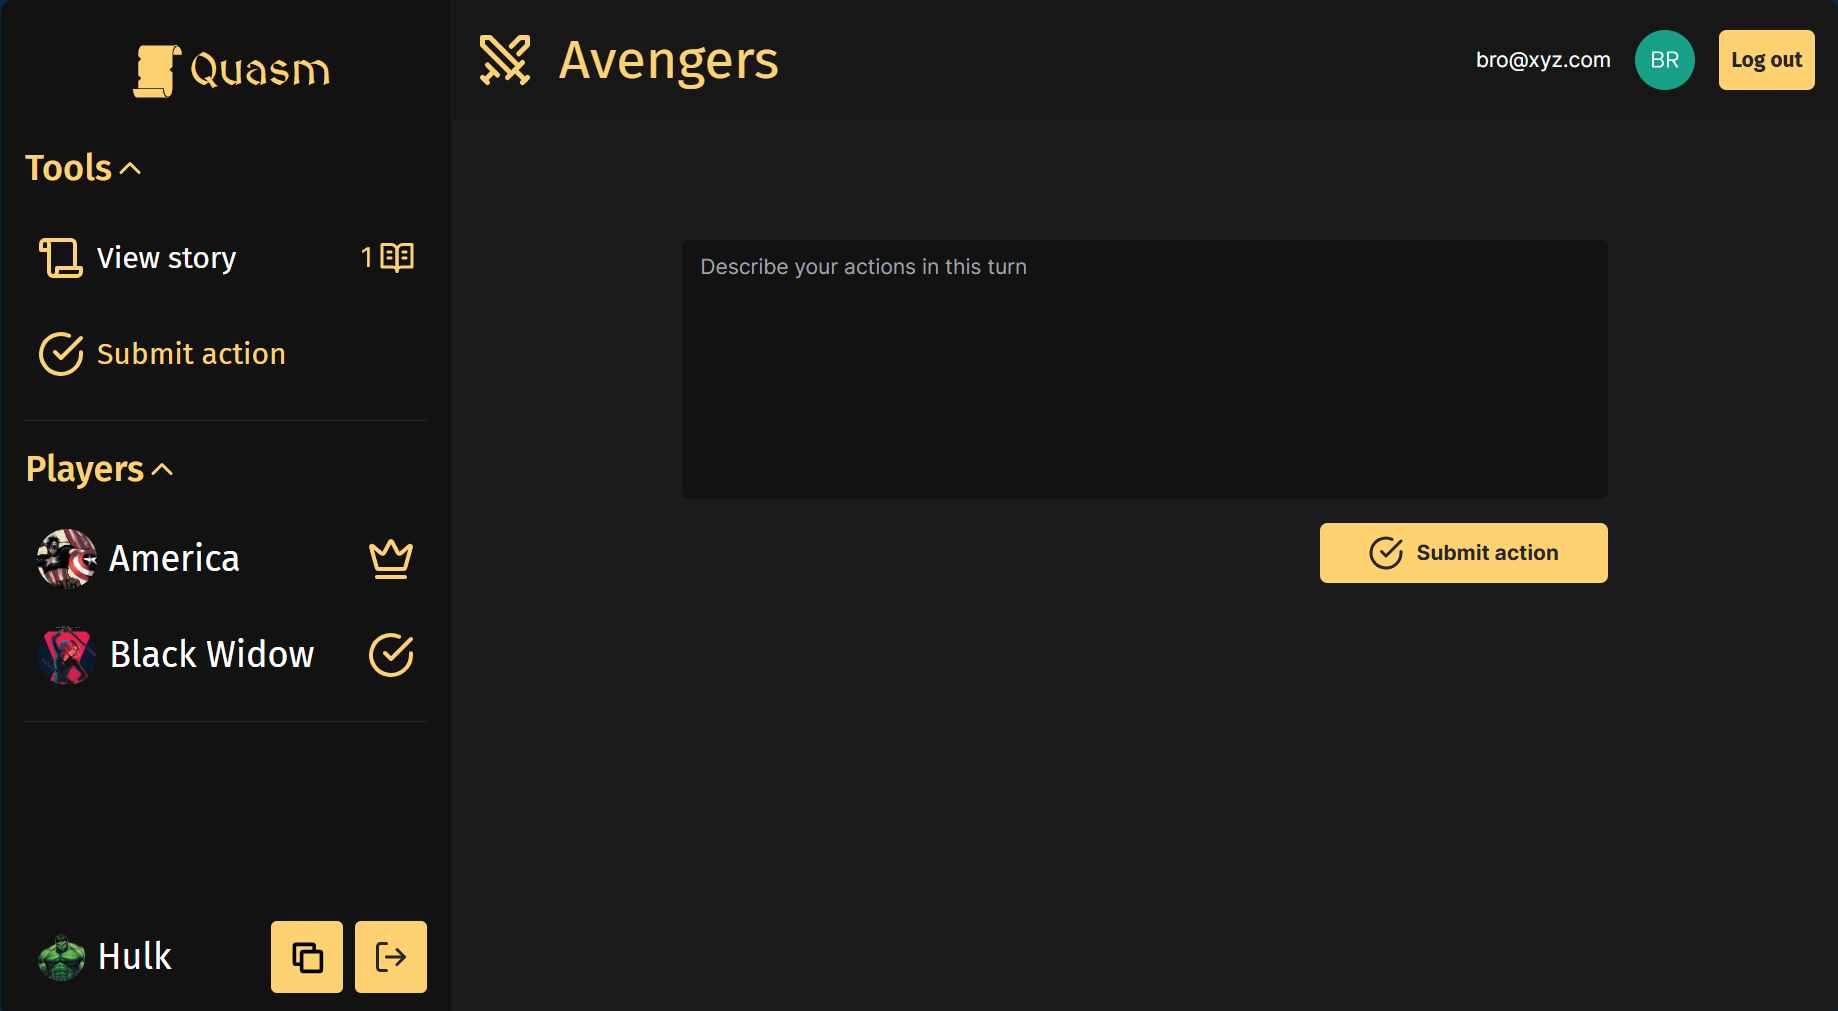 Quasm
Avengers
bro@xyz.com
BR
Log out
Tools
View story
1
Submit action
Players
America
Black Widow
Hulk
Describe your actions in this turn
Submit action